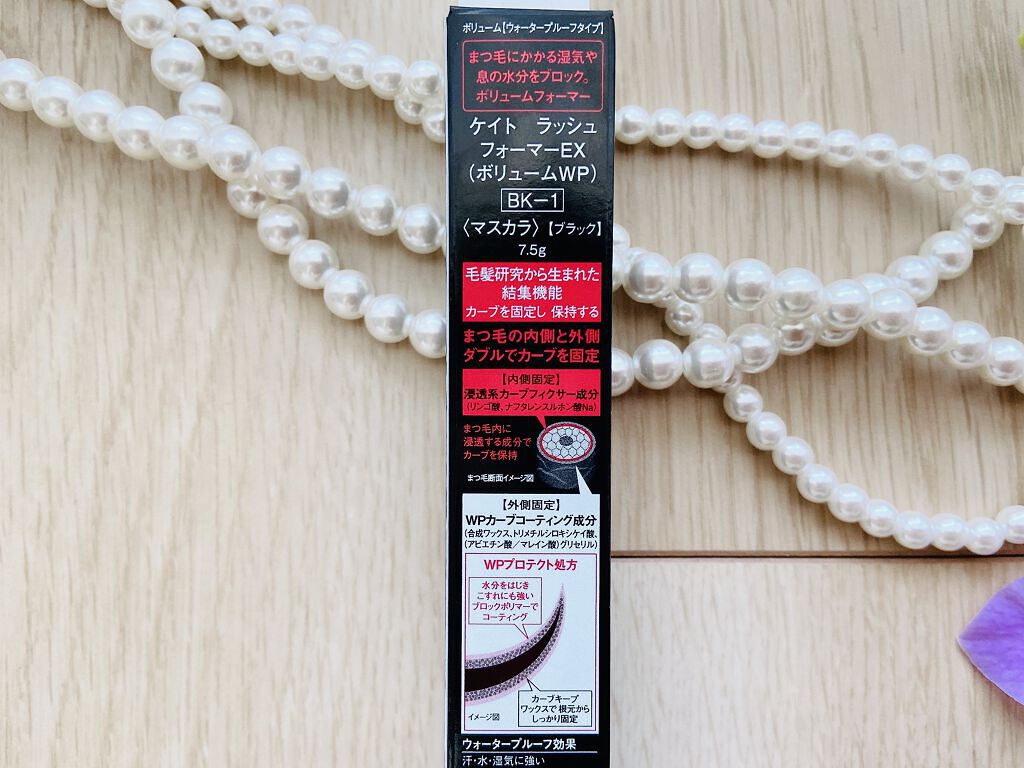 ボリューム【ウォータープルーフタイプ】
まつ毛にかかる湿気や
息の水分をブロック。
ボリュームフォーマー
ケイト ラッシュ
フォーマーEX
（ボリュームWP）
BK－1
〈マスカラ〉【ブラック】
7.5g
毛髪研究から生まれた
結集機能
カーブを固定し 保持する
まつ毛の内側と外側
ダブルでカーブを固定
【内側固定】
浸透系カーブフィクサー成分
（リンゴ酸、ナフタレンスルホン酸Na）
まつ毛内に
浸透する成分で
カーブを保持
まつ毛断面イメージ図
【外側固定】
WPカーブコーティング成分
（合成ワックス、トリメチルシロキシケイ酸、
（アビエチン酸／マレイン酸）グリセリル）
WPプロテクト処方
水分をはじき
こすれにも強い
ブロックポリマーで
コーティング
カーブキープ
ワックスで 根元から
しっかり固定
イメージ図
ウォータープルーフ効果
汗・水・湿気に強い